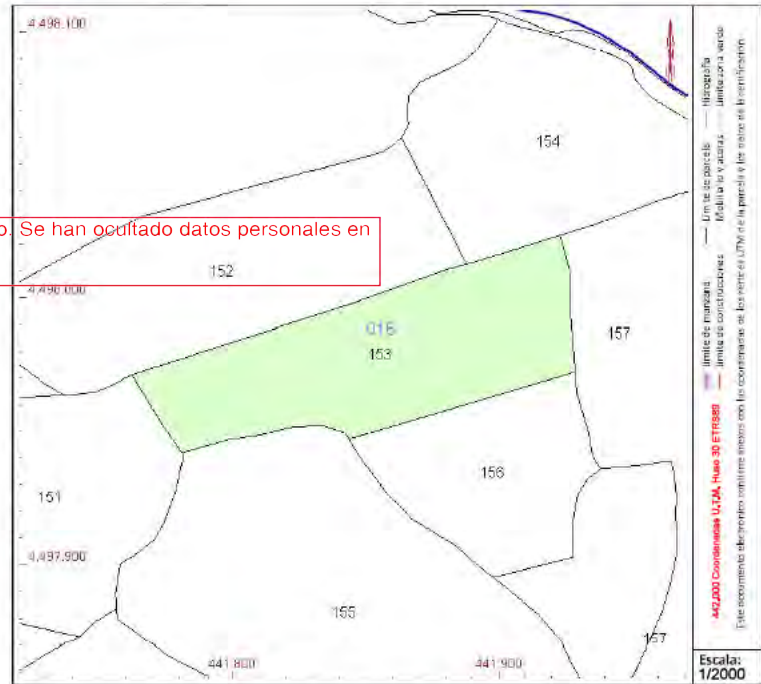 4.498.100
154
o. Se han ocultado datos personales en
152
4.498.000
016
153
157
151
156
4.497.900
155
157
441.800
441.900
límite de manzana
Límite de parcela
Hidrografía
límite de construcciones
Mobiliario y aceras
Límite zona verde
442,000 Coordenadas U.T.M. Huso 30 ETRS89
Este documento electrónico contiene anexos con las coordenadas de los vértices UTM de la parcela y los datos de la certificación
Escala:
1/2000